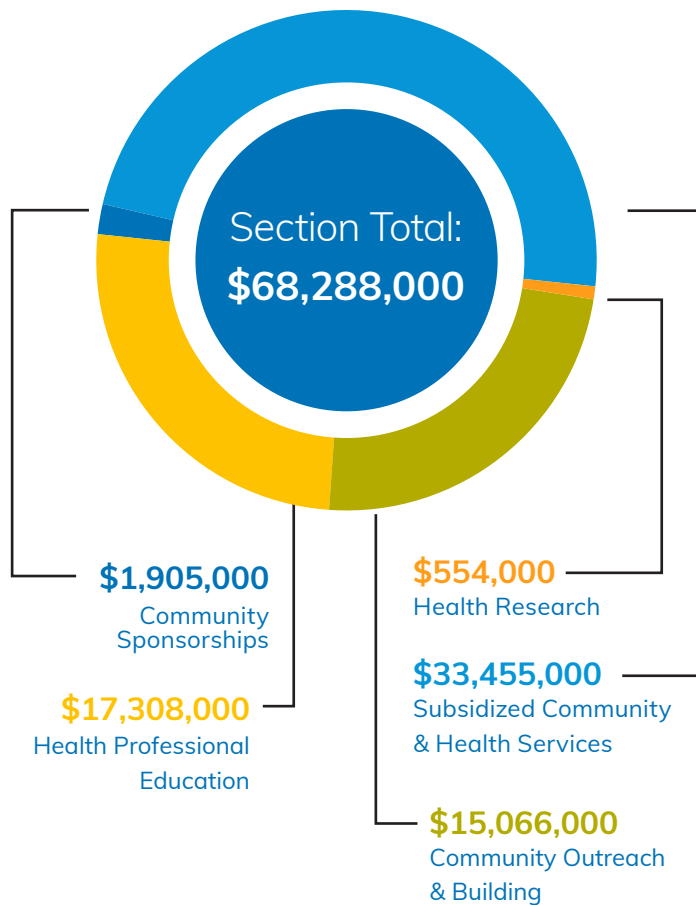 Section Total:
$68,288,000
$1,905,000
Community
Sponsorships
$17,308,000
Health Professional
Education
$554,000
Health Research
$33,455,000
Subsidized Community
& Health Services
$15,066,000
Community Outreach
& Building